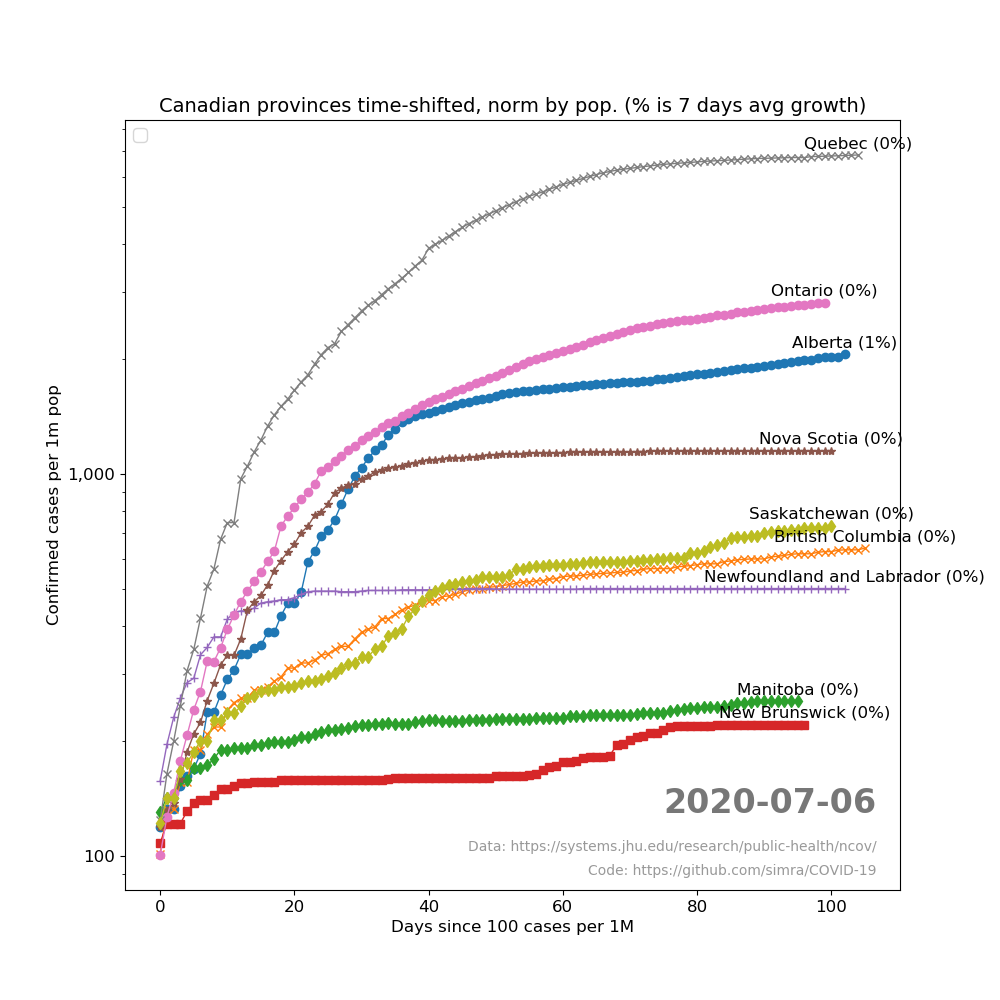 Canadian provinces time-shifted, norm by pop. (% is 7 days avg growth)
Quebec (0%)
Ontario (0%)
Alberta (1%)
Nova Scotia (0%)
Saskatchewan (0%)
British Columbia (0%)
Newfoundland and Labrador (0%)
Manitoba (0%)
New Brunswick (0%)
2020-07-06
Data: https://systems.jhu.edu/research/public-health/ncov/
Code: https://github.com/simra/COVID-19
Confirmed cases per 1m pop
1,000
100
0 20 40 60 80 100
Days since 100 cases per 1M